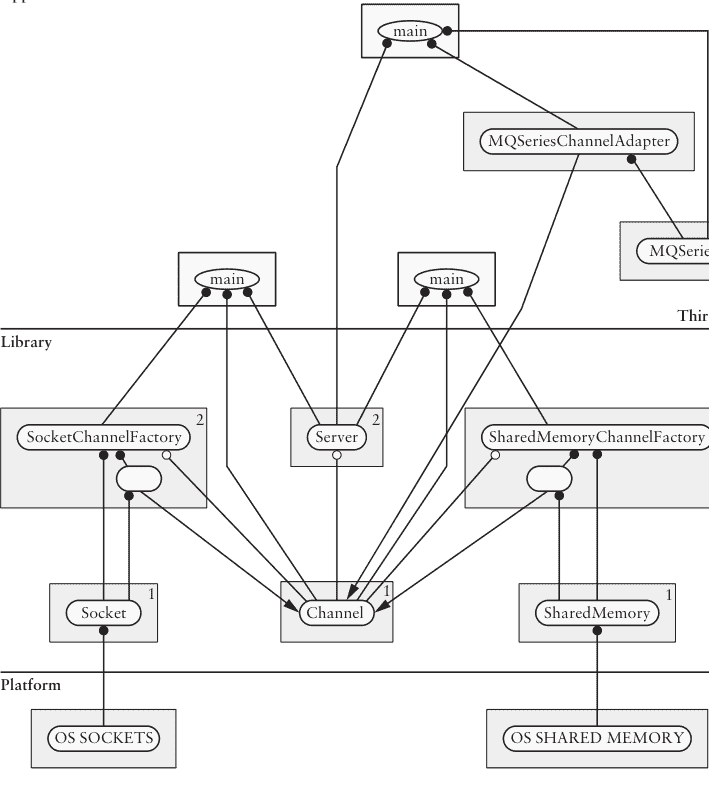 main
MQSeriesChannelAdapter
MQSerie
main
main
Thir
Library
2
2
SocketChannelFactory
Server
SharedMemoryChannelFactory
1
1
1
Socket
Channel
SharedMemory
Platform
OS SOCKETS
OS SHARED MEMORY